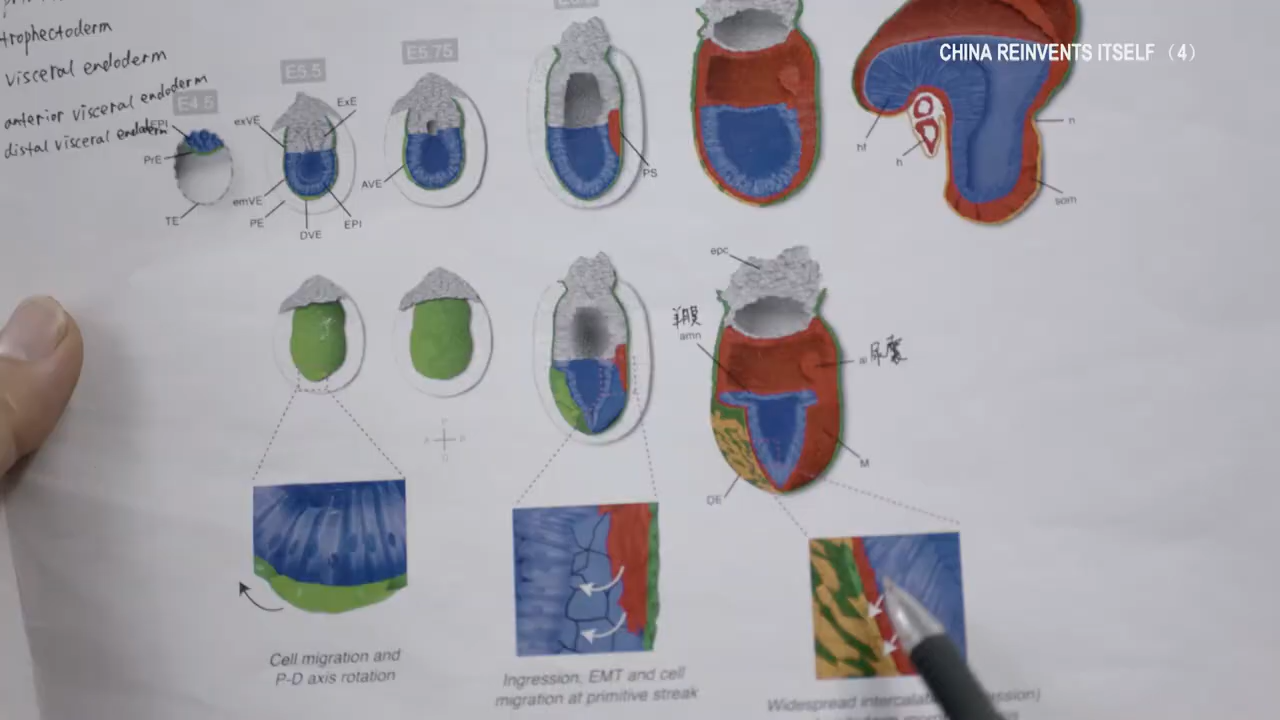 trophectoderm
visceral endoderm
anterior visceral endoderm
distal visceral endoderm
CHINA REINVENTS ITSELF（4）
E4.5
E5.5
E5.75
EPI
PrE
TE
exVE
ExE
emVE
PE
DVE
EPI
AVE
PS
hf
h
n
som
epc
羊膜
amn
al 尿囊
M
DE
Cell migration and
P-D axis rotation
Ingression, EMT and cell
migration at primitive streak
Widespread